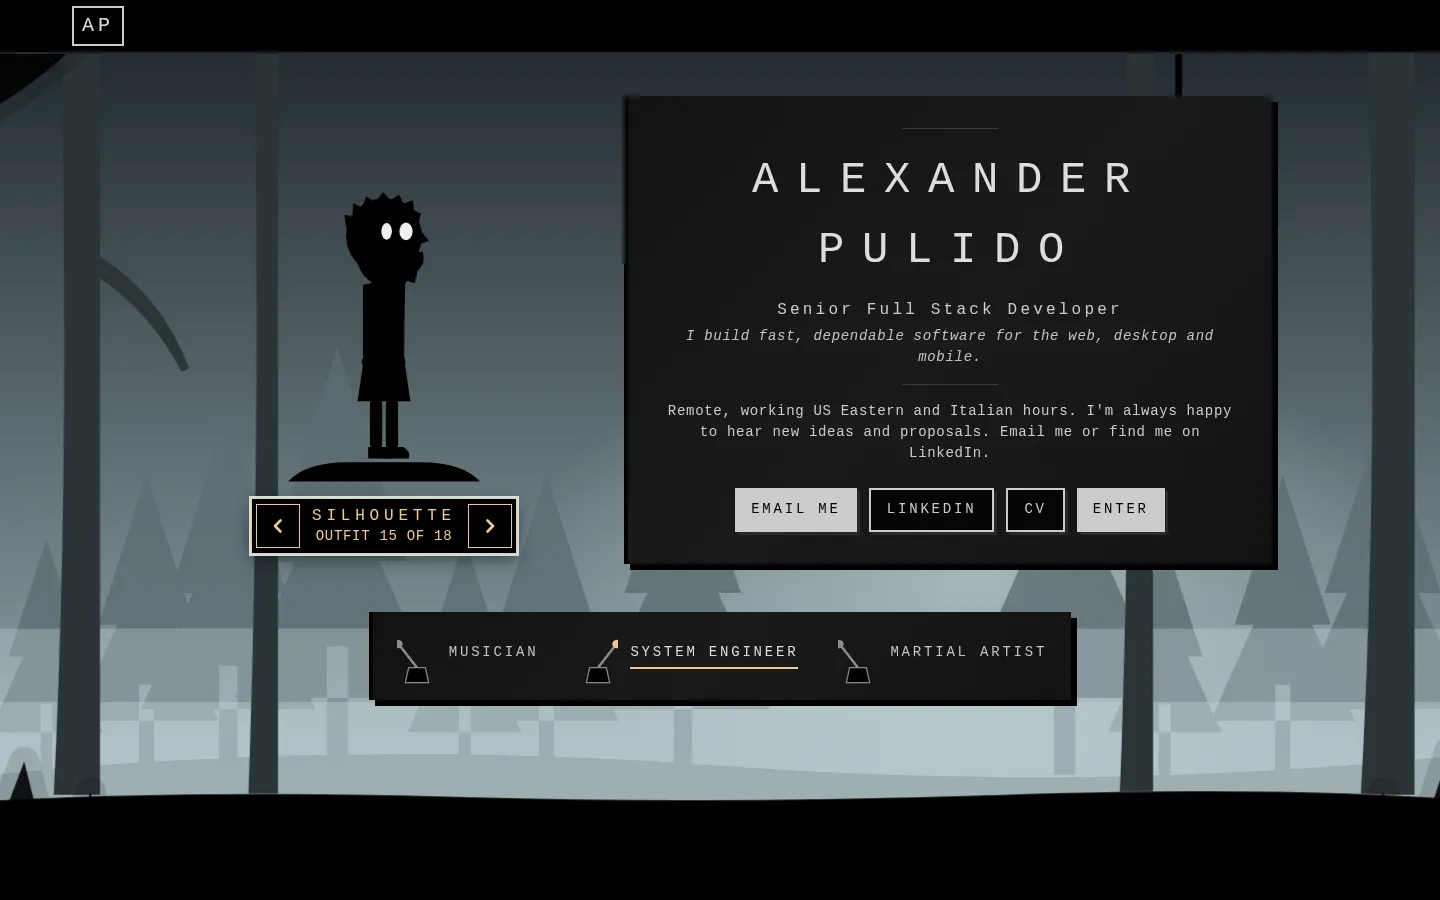 AP
ALEXANDER
PULIDO
Senior Full Stack Developer
I build fast, dependable software for the web, desktop and
mobile.
Remote, working US Eastern and Italian hours. I'm always happy
to hear new ideas and proposals. Email me or find me on
LinkedIn.
EMAIL ME
LINKEDIN
CV
ENTER
SILHOUETTE
OUTFIT 15 OF 18
MUSICIAN
SYSTEM ENGINEER
MARTIAL ARTIST